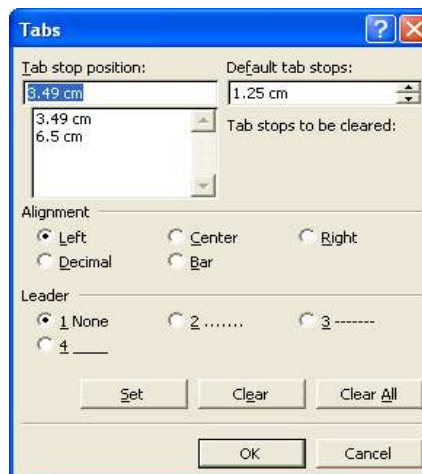 Tabs
Tab stop position: Default tab stops:
3.49 cm 1.25 cm
3.49 cm Tab stops to be cleared:
6.5 cm
Alignment
Left Center Right
Decimal Bar
Leader
1 None 2 ....... 3 -------
4 ____
Set Clear Clear All
OK Cancel